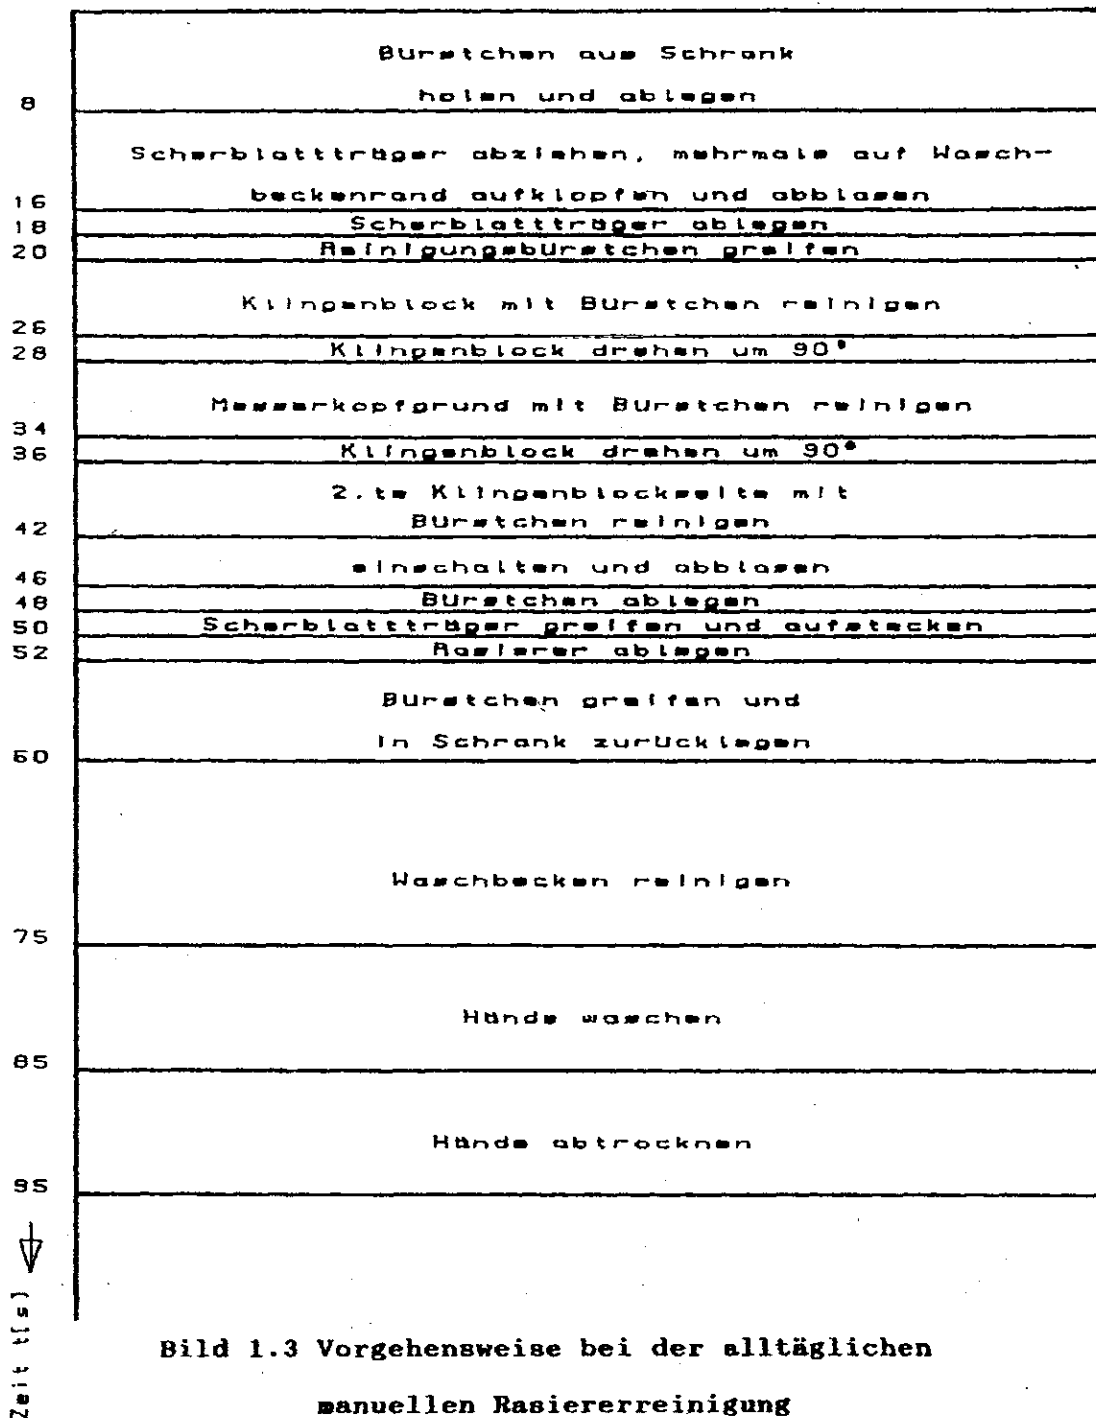 Bürstchen aus Schrank
8 holen und ablegen
Scherblattträger abziehen, mehrmals auf Wasch-
16 beckenrand aufklopfen und abblasen
18 Scherblattträger ablegen
20 Reinigungsbürstchen greifen
Klingenblock mit Bürstchen reinigen
26
28 Klingenblock drehen um 90°
Messerkopfgrund mit Bürstchen reinigen
34
36 Klingenblock drehen um 90°
2.te Klingenblockseite mit
42 Bürstchen reinigen
46 einschalten und abblasen
48 Bürstchen ablegen
50 Scherblattträger greifen und aufstecken
52 Rasierer ablegen
Bürstchen greifen und
60 in Schrank zurücklegen
Waschbecken reinigen
75
Hände waschen
85
Hände abtrocknen
95
Zeit t[s]
Bild 1.3 Vorgehensweise bei der alltäglichen
manuellen Rasiererreinigung